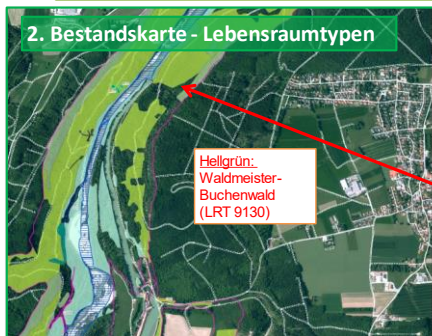 2. Bestandskarte - Lebensraumtypen
Hellgrün:
Waldmeister-
Buchenwald
(LRT 9130)